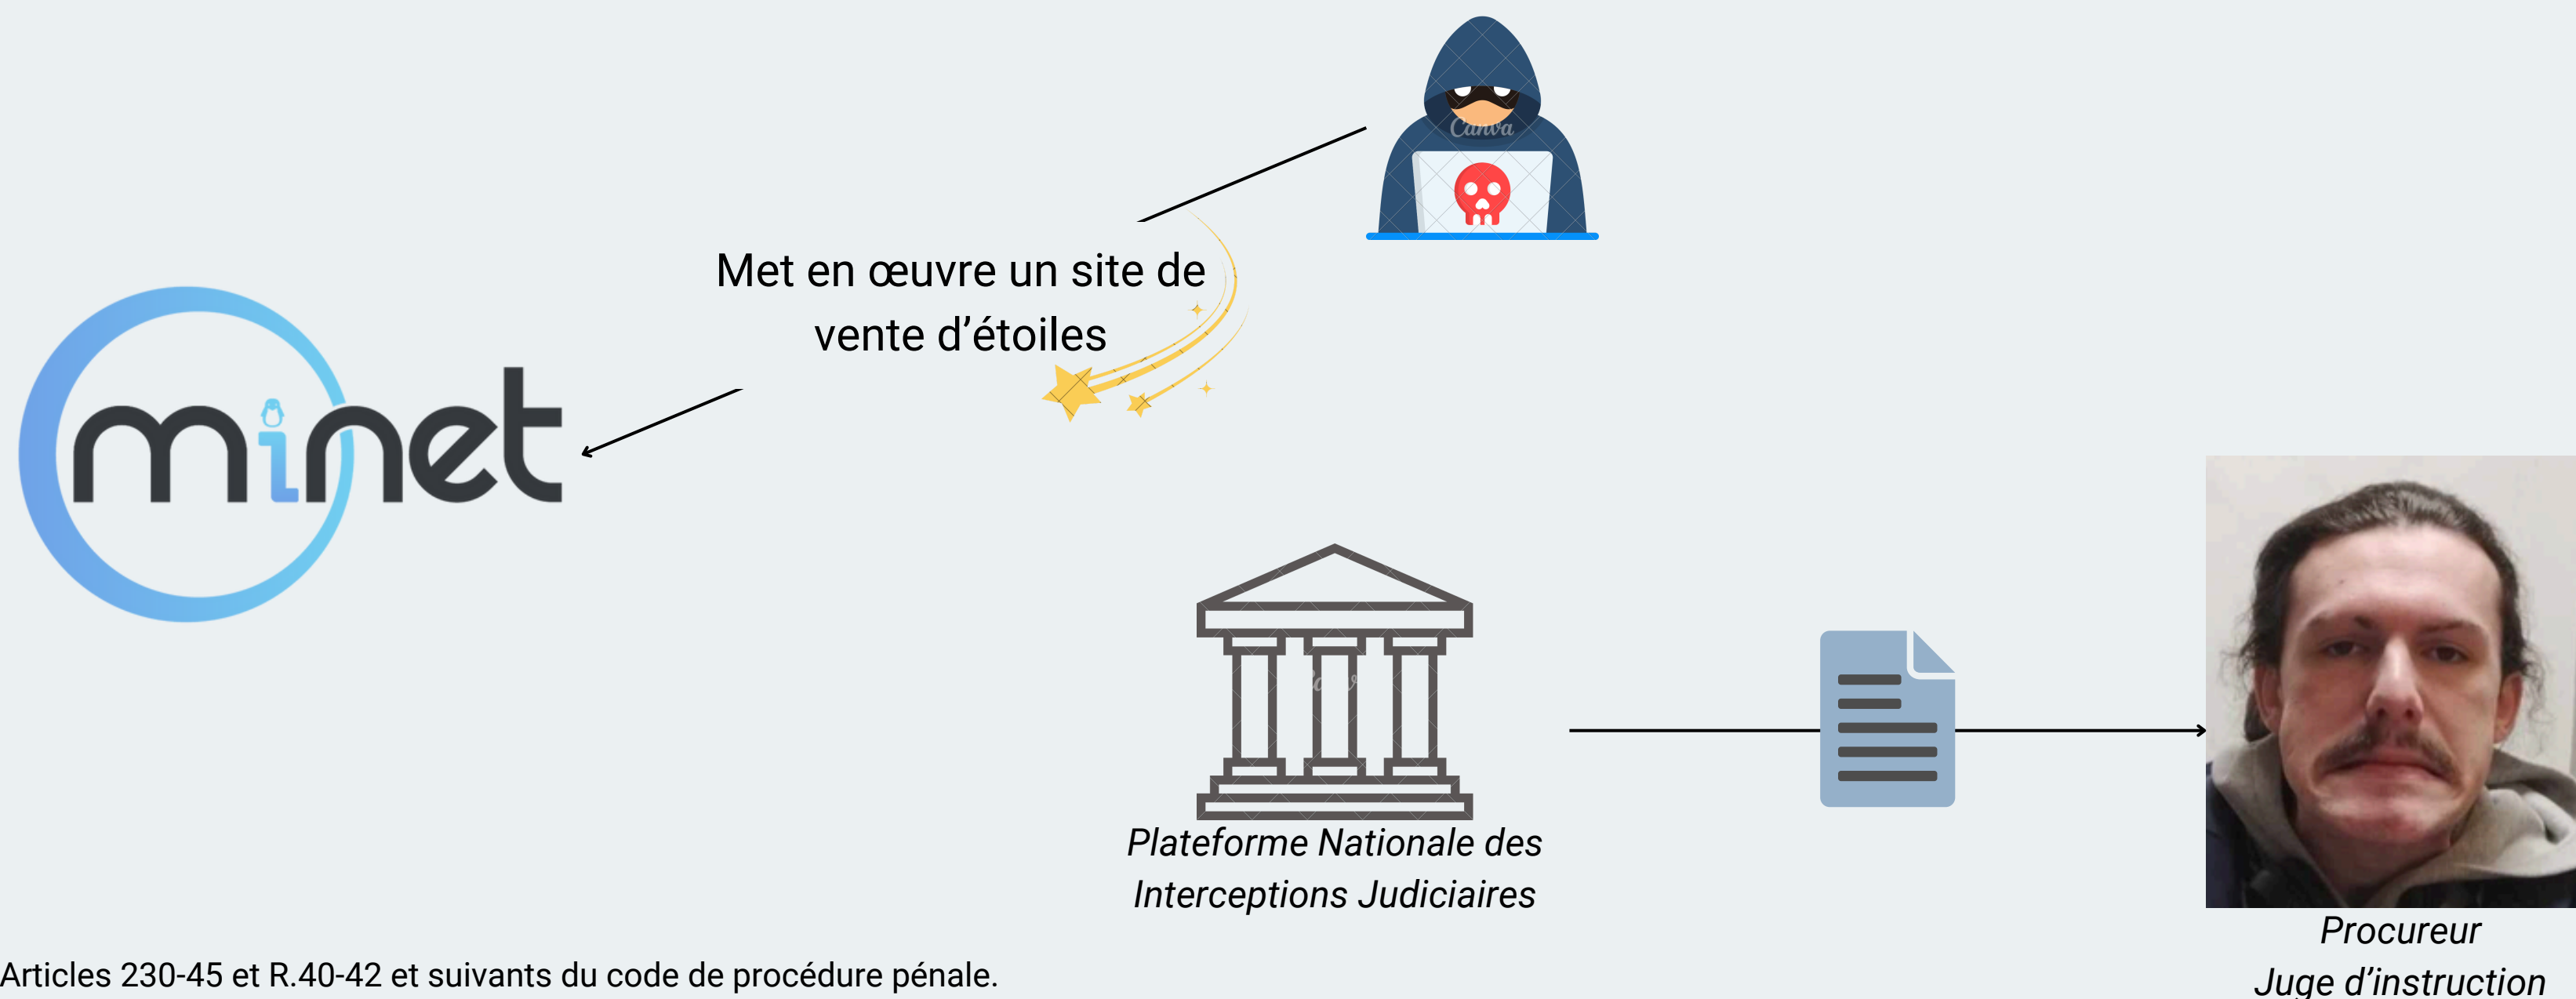 Met en œuvre un site de
vente d’étoiles
minet
Plateforme Nationale des
Interceptions Judiciaires
Procureur
Juge d’instruction
Articles 230-45 et R.40-42 et suivants du code de procédure pénale.
Canva